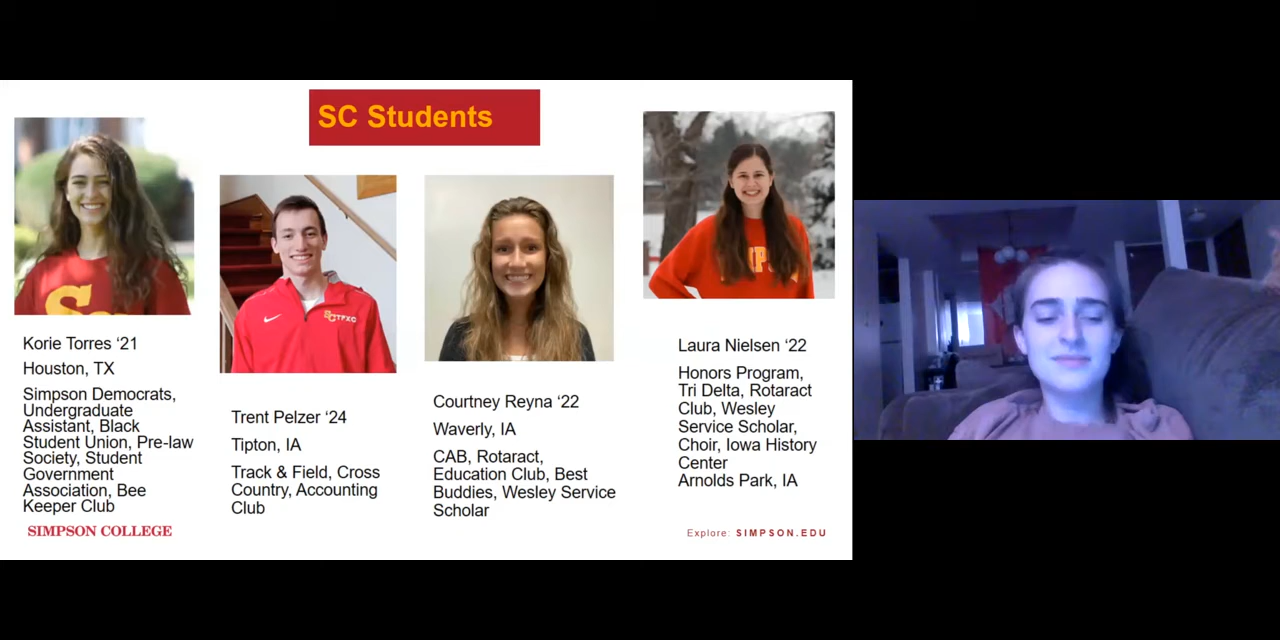 SC Students
Korie Torres ‘21
Houston, TX
Simpson Democrats,
Undergraduate
Assistant, Black
Student Union, Pre-law
Society, Student
Government
Association, Bee
Keeper Club
Trent Pelzer ‘24
Tipton, IA
Track & Field, Cross
Country, Accounting
Club
Courtney Reyna ‘22
Waverly, IA
CAB, Rotaract,
Education Club, Best
Buddies, Wesley Service
Scholar
Laura Nielsen ‘22
Honors Program,
Tri Delta, Rotaract
Club, Wesley
Service Scholar,
Choir, Iowa History
Center
Arnolds Park, IA
SIMPSON COLLEGE
Explore: SIMPSON.EDU
S
SC TFXC